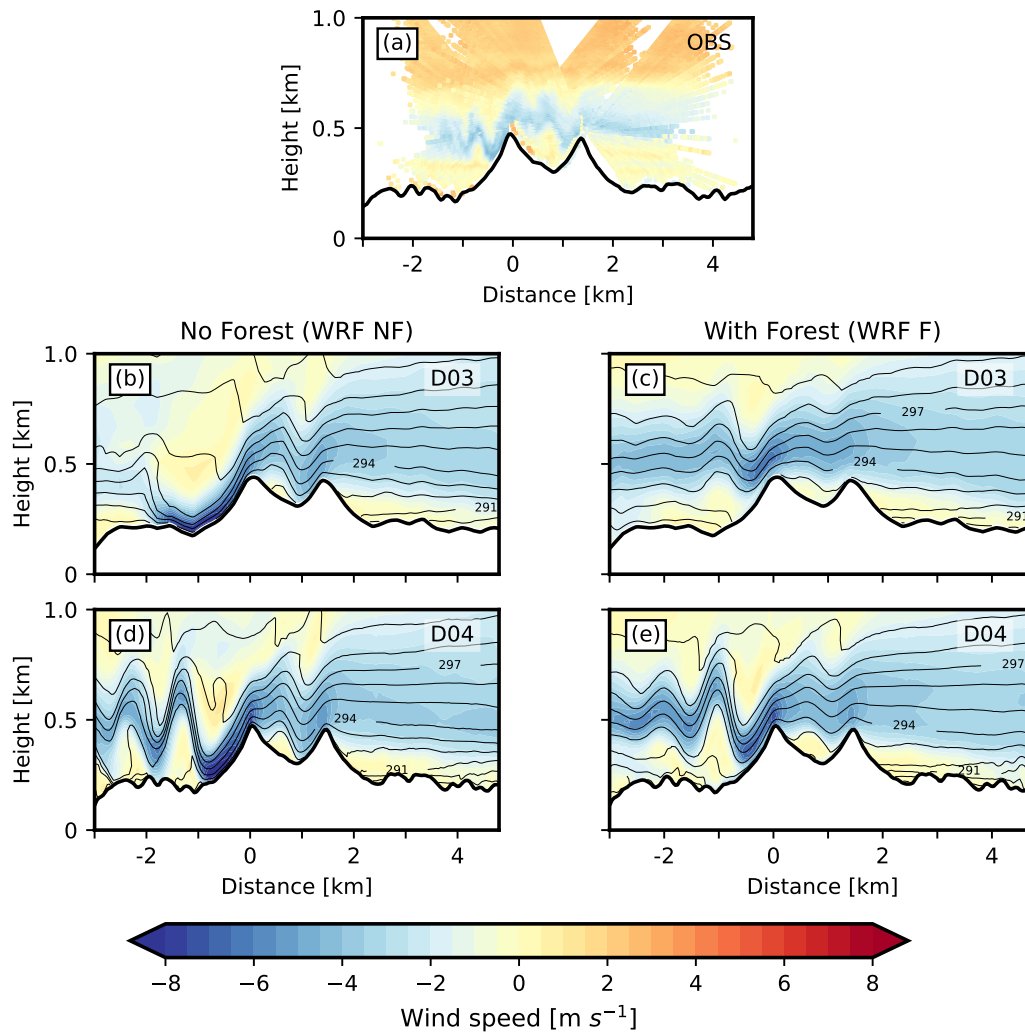 1.0
(a)
OBS
Height [km]
0.5
0
-2 0 2 4
Distance [km]
No Forest (WRF NF)
With Forest (WRF F)
1.0
(b)
D03
(c)
D03
Height [km]
0.5
0
294
291
297
294
291
1.0
(d)
D04
(e)
D04
Height [km]
0.5
0
297
294
291
297
294
291
-2 0 2 4
-2 0 2 4
Distance [km]
Distance [km]
−8 −6 −4 −2 0 2 4 6 8
Wind speed [m s⁻¹]